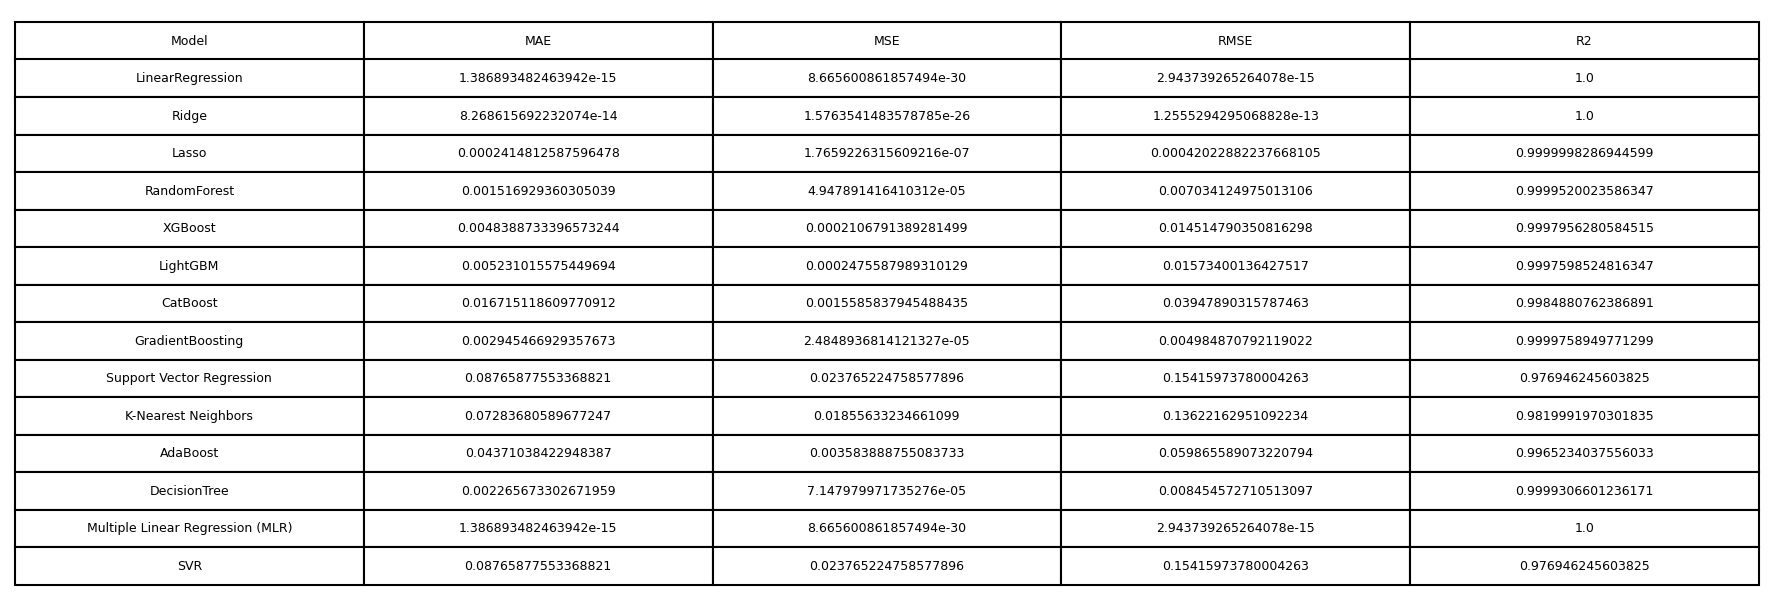 Model MAE MSE RMSE R2
LinearRegression 1.386893482463942e-15 8.665600861857494e-30 2.943739265264078e-15 1.0
Ridge 8.268615692232074e-14 1.5763541483578785e-26 1.2555294295068828e-13 1.0
Lasso 0.0002414812587596478 1.7659226315609216e-07 0.00042022882237668105 0.9999998286944599
RandomForest 0.001516929360305039 4.947891416410312e-05 0.007034124975013106 0.9999520023586347
XGBoost 0.0048388733396573244 0.0002106791389281499 0.014514790350816298 0.9997956280584515
LightGBM 0.005231015575449694 0.0002475587989310129 0.01573400136427517 0.9997598524816347
CatBoost 0.016715118609770912 0.0015585837945488435 0.03947890315787463 0.9984880762386891
GradientBoosting 0.002945466929357673 2.4848936814121327e-05 0.004984870792119022 0.9999758949771299
Support Vector Regression 0.08765877553368821 0.023765224758577896 0.15415973780004263 0.976946245603825
K-Nearest Neighbors 0.07283680589677247 0.01855633234661099 0.13622162951092234 0.9819991970301835
AdaBoost 0.04371038422948387 0.003583888755083733 0.059865589073220794 0.9965234037556033
DecisionTree 0.002265673302671959 7.147979971735276e-05 0.008454572710513097 0.9999306601236171
Multiple Linear Regression (MLR) 1.386893482463942e-15 8.665600861857494e-30 2.943739265264078e-15 1.0
SVR 0.08765877553368821 0.023765224758577896 0.15415973780004263 0.976946245603825